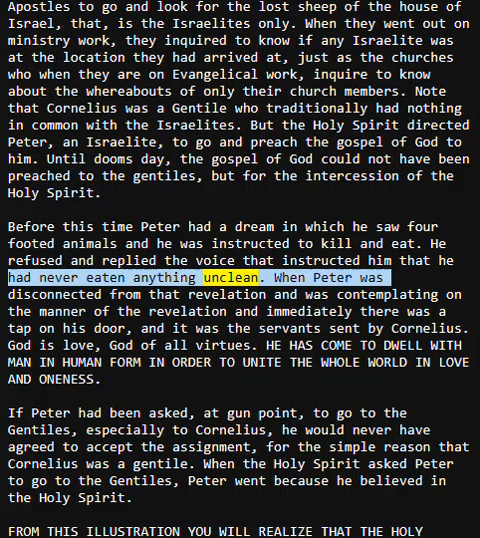 Apostles to go and look for the lost sheep of the house of
Israel, that, is the Israelites only. When they went out on
ministry work, they inquired to know if any Israelite was
at the location they had arrived at, just as the churches
who when they are on Evangelical work, inquire to know
about the whereabouts of only their church members. Note
that Cornelius was a Gentile who traditionally had nothing
in common with the Israelites. But the Holy Spirit directed
Peter, an Israelite, to go and preach the gospel of God to
him. Until dooms day, the gospel of God could not have been
preached to the gentiles, but for the intercession of the
Holy Spirit.
Before this time Peter had a dream in which he saw four
footed animals and he was instructed to kill and eat. He
refused and replied the voice that instructed him that he
had never eaten anything unclean. When Peter was
disconnected from that revelation and was contemplating on
the manner of the revelation and immediately there was a
tap on his door, and it was the servants sent by Cornelius.
God is love, God of all virtues. HE HAS COME TO DWELL WITH
MAN IN HUMAN FORM IN ORDER TO UNITE THE WHOLE WORLD IN LOVE
AND ONENESS.
If Peter had been asked, at gun point, to go to the
Gentiles, especially to Cornelius, he would never have
agreed to accept the assignment, for the simple reason that
Cornelius was a gentile. When the Holy Spirit asked Peter
to go to the Gentiles, Peter went because he believed in
the Holy Spirit.
FROM THIS ILLUSTRATION YOU WILL REALIZE THAT THE HOLY